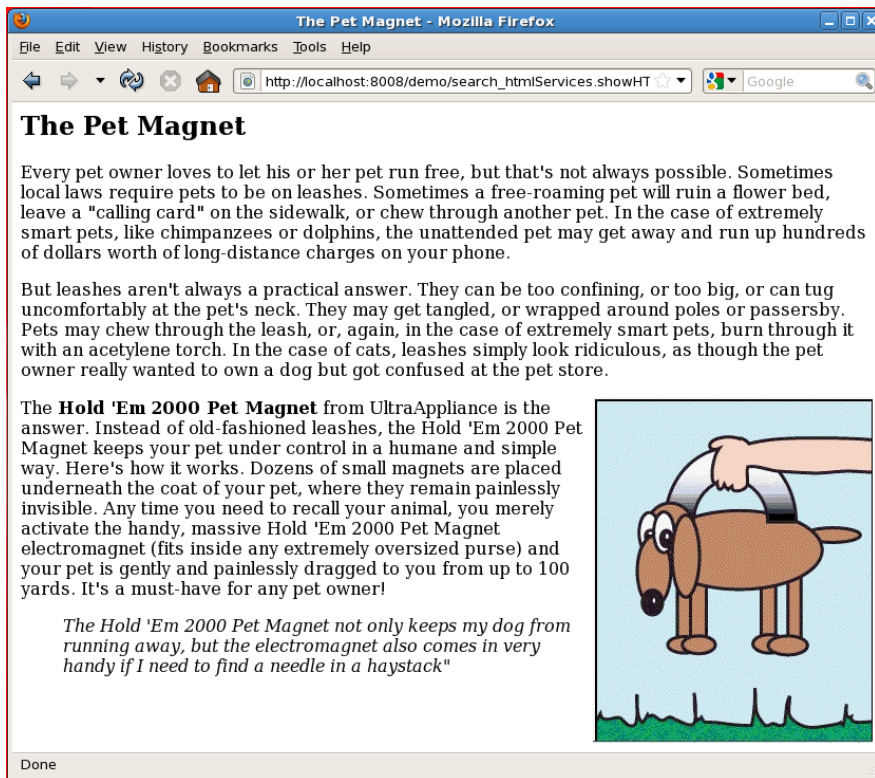 The Pet Magnet - Mozilla Firefox
File Edit View History Bookmarks Tools Help
http://localhost:8008/demo/search_htmlServices.showHT
Google
The Pet Magnet
Every pet owner loves to let his or her pet run free, but that's not always possible. Sometimes
local laws require pets to be on leashes. Sometimes a free-roaming pet will ruin a flower bed,
leave a "calling card" on the sidewalk, or chew through another pet. In the case of extremely
smart pets, like chimpanzees or dolphins, the unattended pet may get away and run up hundreds
of dollars worth of long-distance charges on your phone.
But leashes aren't always a practical answer. They can be too confining, or too big, or can tug
uncomfortably at the pet's neck. They may get tangled, or wrapped around poles or passersby.
Pets may chew through the leash, or, again, in the case of extremely smart pets, burn through it
with an acetylene torch. In the case of cats, leashes simply look ridiculous, as though the pet
owner really wanted to own a dog but got confused at the pet store.
The Hold 'Em 2000 Pet Magnet from UltraAppliance is the
answer. Instead of old-fashioned leashes, the Hold 'Em 2000 Pet
Magnet keeps your pet under control in a humane and simple
way. Here's how it works. Dozens of small magnets are placed
underneath the coat of your pet, where they remain painlessly
invisible. Any time you need to recall your animal, you merely
activate the handy, massive Hold 'Em 2000 Pet Magnet
electromagnet (fits inside any extremely oversized purse) and
your pet is gently and painlessly dragged to you from up to 100
yards. It's a must-have for any pet owner!
The Hold 'Em 2000 Pet Magnet not only keeps my dog from
running away, but the electromagnet also comes in very
handy if I need to find a needle in a haystack"
Done